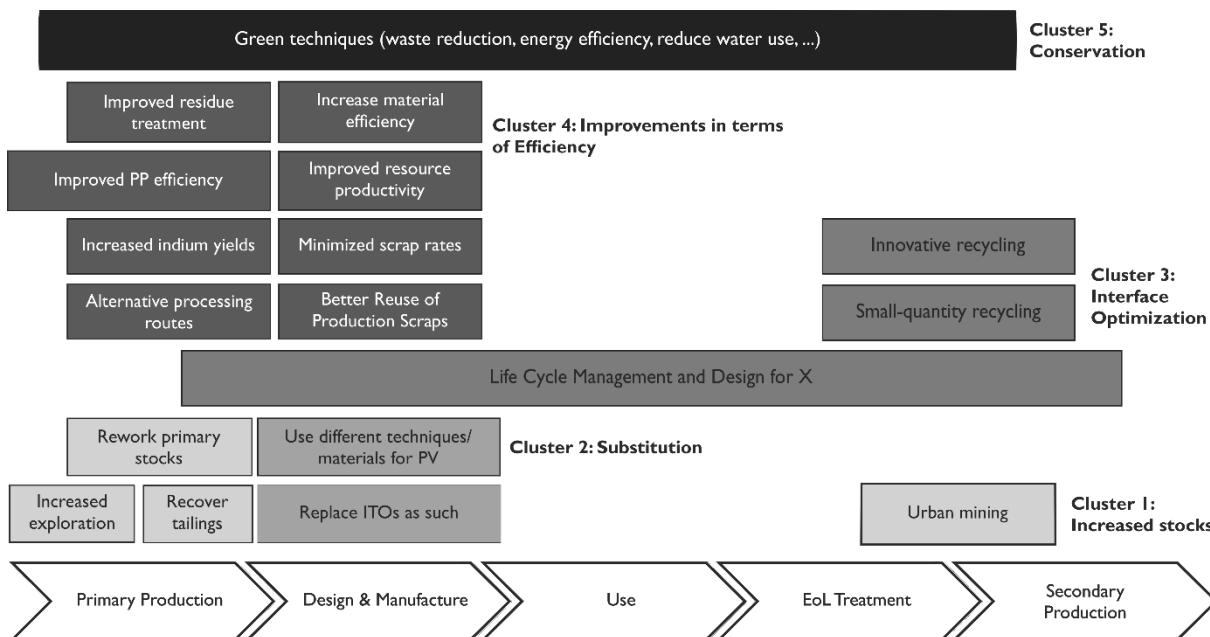 Green techniques (waste reduction, energy efficiency, reduce water use, ...)
Cluster 5:
Conservation
Improved residue
treatment
Increase material
efficiency
Cluster 4: Improvements in terms
of Efficiency
Improved PP efficiency
Improved resource
productivity
Increased indium yields
Minimized scrap rates
Innovative recycling
Cluster 3:
Interface
Optimization
Alternative processing
routes
Better Reuse of
Production Scraps
Small-quantity recycling
Life Cycle Management and Design for X
Rework primary
stocks
Use different techniques/
materials for PV
Cluster 2: Substitution
Increased
exploration
Recover
tailings
Replace ITOs as such
Urban mining
Cluster 1:
Increased stocks
Primary Production
Design & Manufacture
Use
EoL Treatment
Secondary
Production